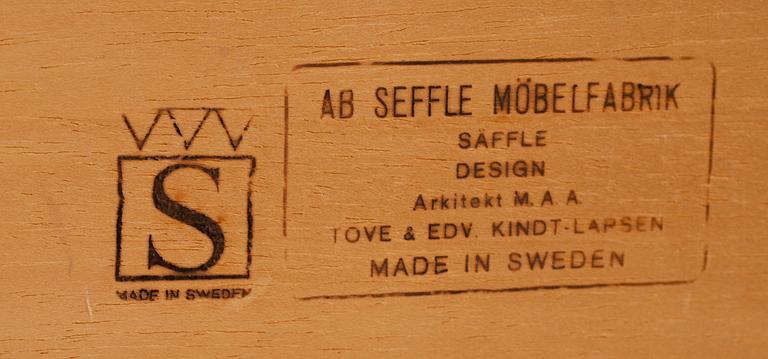 S
MADE IN SWEDEN
AB SEFFLE MÖBELFABRIK
SÄFFLE
DESIGN
Arkitekt M.A.A.
TOVE & EDV. KINDT-LARSEN
MADE IN SWEDEN